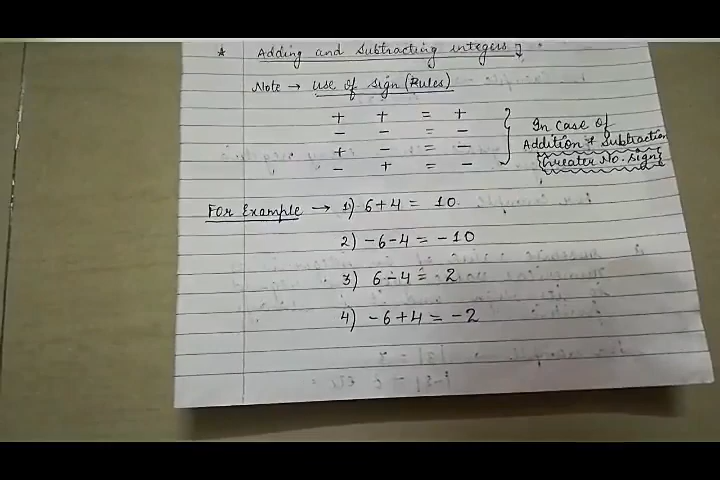 * Adding and Subtracting integers
Note → Use of Sign (Rules)
+ + = +
- - = -
+ - = -
- + = -
In Case of
Addition & Subtraction
Greater No. Sign
For Example → 1) 6+4 = 10
2) -6-4 = -10
3) 6-4 = 2
4) -6+4 = -2